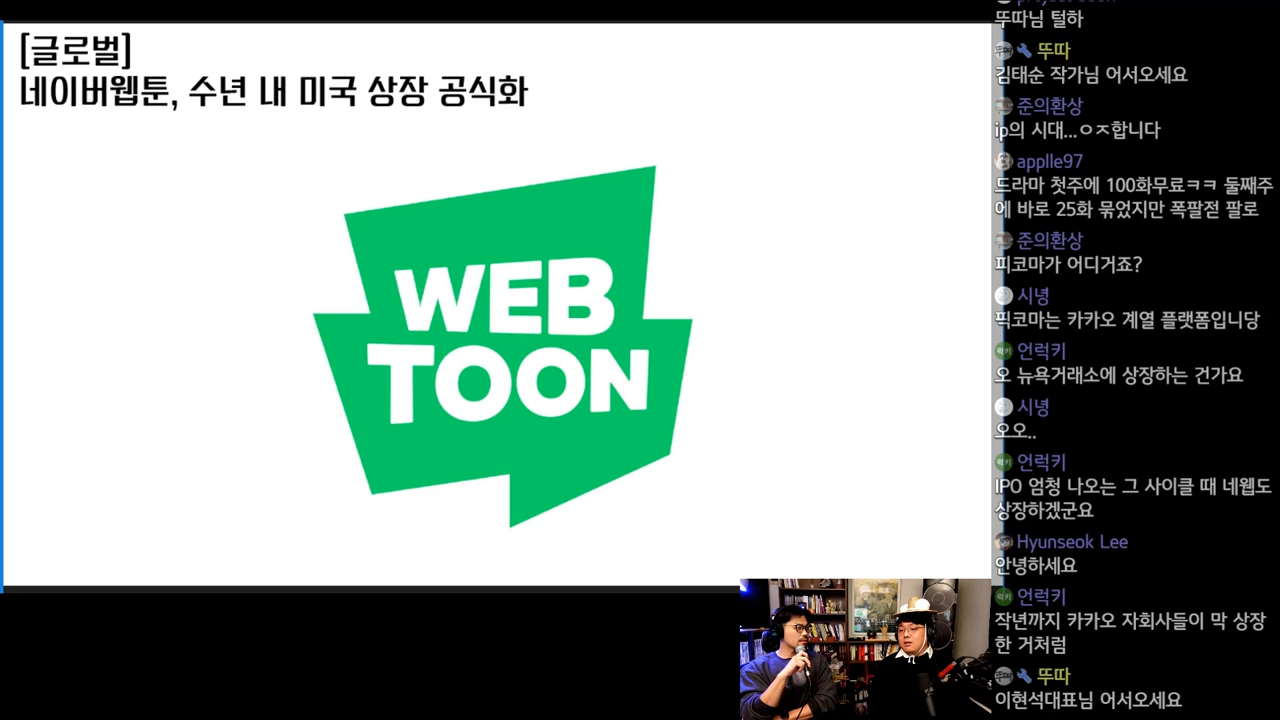 [글로벌]
네이버웹툰, 수년 내 미국 상장 공식화
WEB
TOON
뚜따님 털하
뚜따
김태순 작가님 어서오세요
준의환상
ip의 시대...ㅇㅈ합니다
applle97
드라마 첫주에 100화무료ㅋㅋ 둘째주
에 바로 25화 묶었지만 폭팔젇 팔로
준의환상
피코마가 어디거죠?
시녕
픽코마는 카카오 계열 플랫폼입니당
언럭키
오 뉴욕거래소에 상장하는 건가요
시녕
오오..
언럭키
IPO 엄청 나오는 그 사이클 때 네웹도
상장하겠군요
Hyunseok Lee
안녕하세요
언럭키
작년까지 카카오 자회사들이 막 상장
한 거처럼
뚜따
이현석대표님 어서오세요